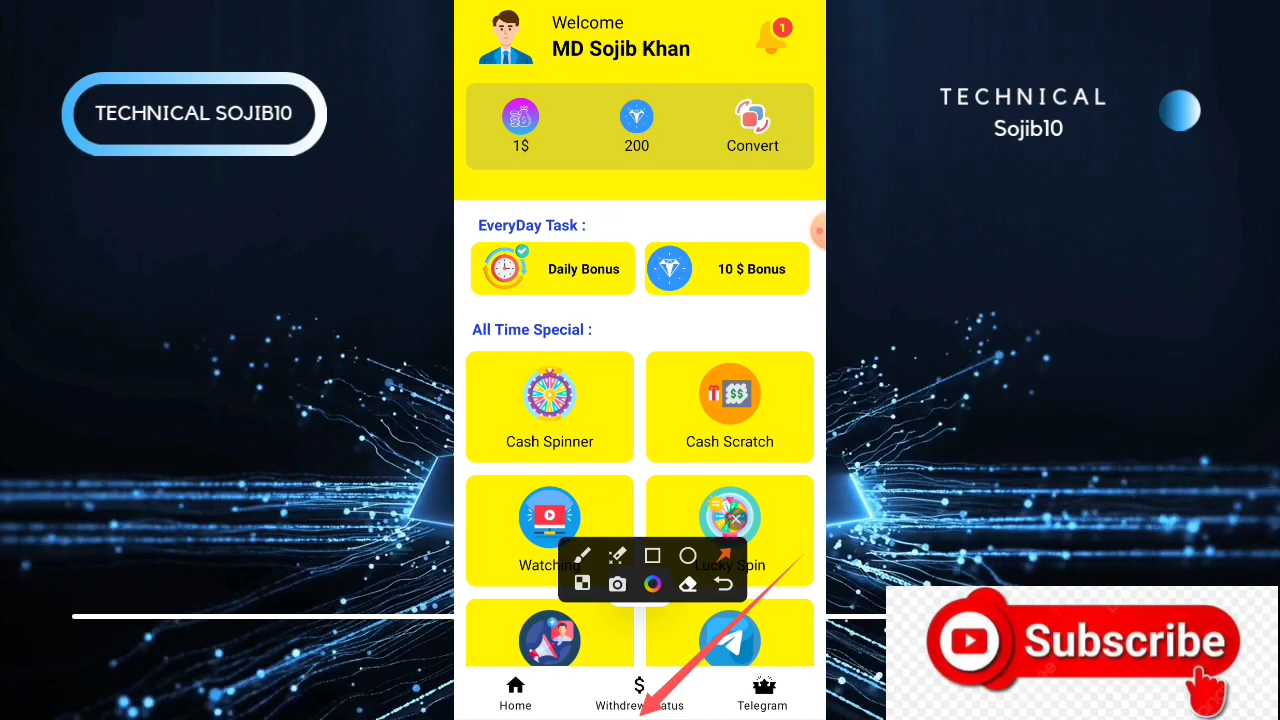 Welcome
MD Sojib Khan
1
TECHNICAL SOJIB10
TECHNICAL
Sojib10
1$
200
Convert
EveryDay Task :
Daily Bonus
10 $ Bonus
All Time Special :
Cash Spinner
Cash Scratch
$$
Watching
Lucky Spin
Subscribe
$
Home
Telegram